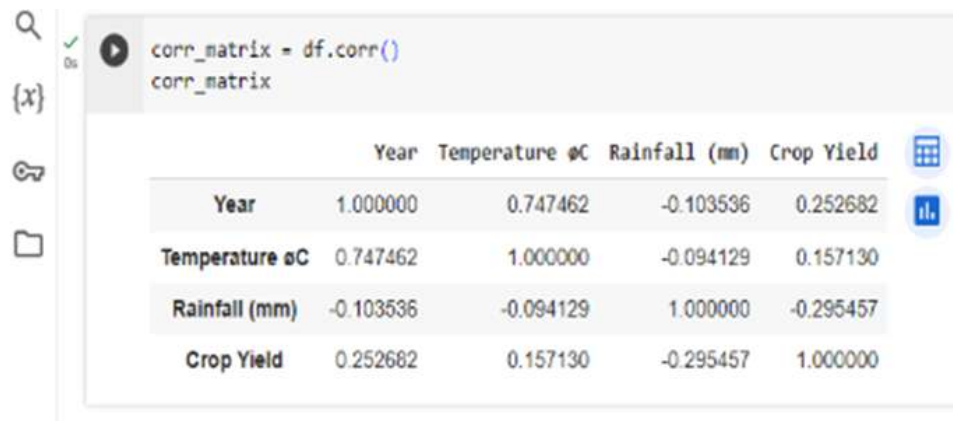 corr_matrix = df.corr()
0s
corr_matrix
{x}
Year Temperature øC Rainfall (mm) Crop Yield
Year 1.000000 0.747462 -0.103536 0.252682
Temperature øC 0.747462 1.000000 -0.094129 0.157130
Rainfall (mm) -0.103536 -0.094129 1.000000 -0.295457
Crop Yield 0.252682 0.157130 -0.295457 1.000000